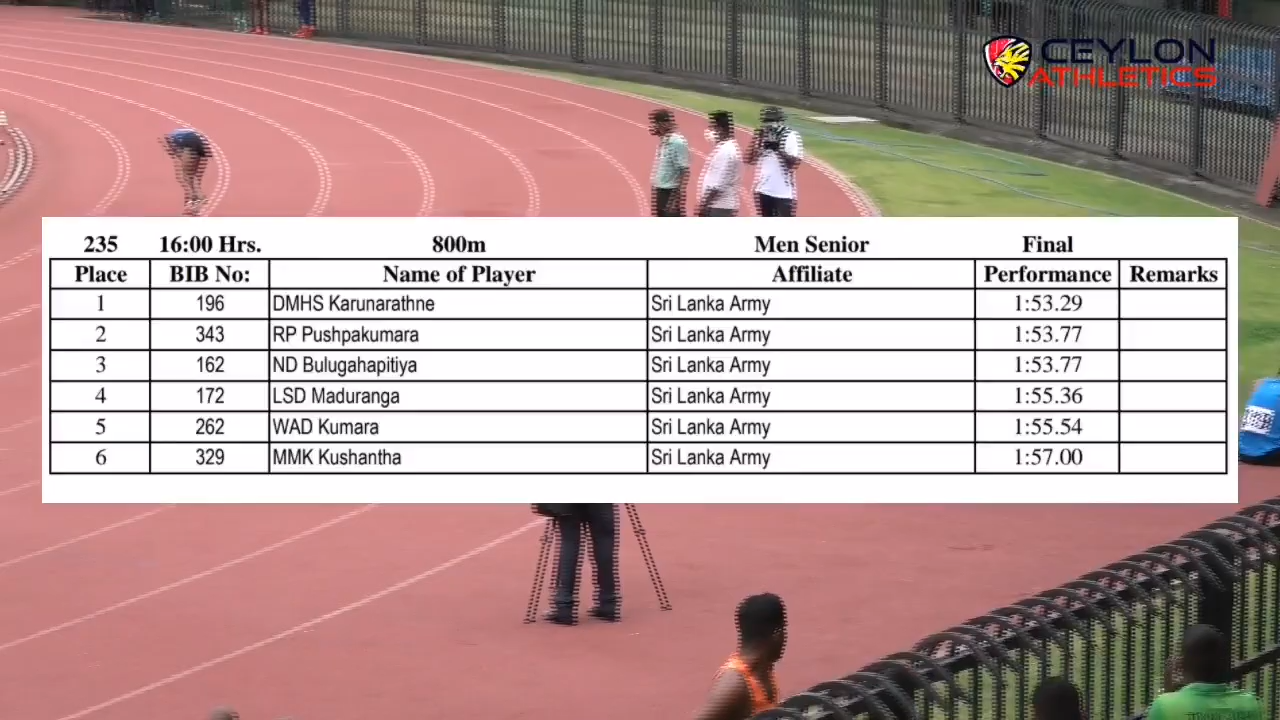 CEYLON
ATHLETICS
235 16:00 Hrs. 800m Men Senior Final
Place BIB No: Name of Player Affiliate Performance Remarks
1 196 DMHS Karunarathne Sri Lanka Army 1:53.29
2 343 RP Pushpakumara Sri Lanka Army 1:53.77
3 162 ND Bulugahapitiya Sri Lanka Army 1:53.77
4 172 LSD Maduranga Sri Lanka Army 1:55.36
5 262 WAD Kumara Sri Lanka Army 1:55.54
6 329 MMK Kushantha Sri Lanka Army 1:57.00